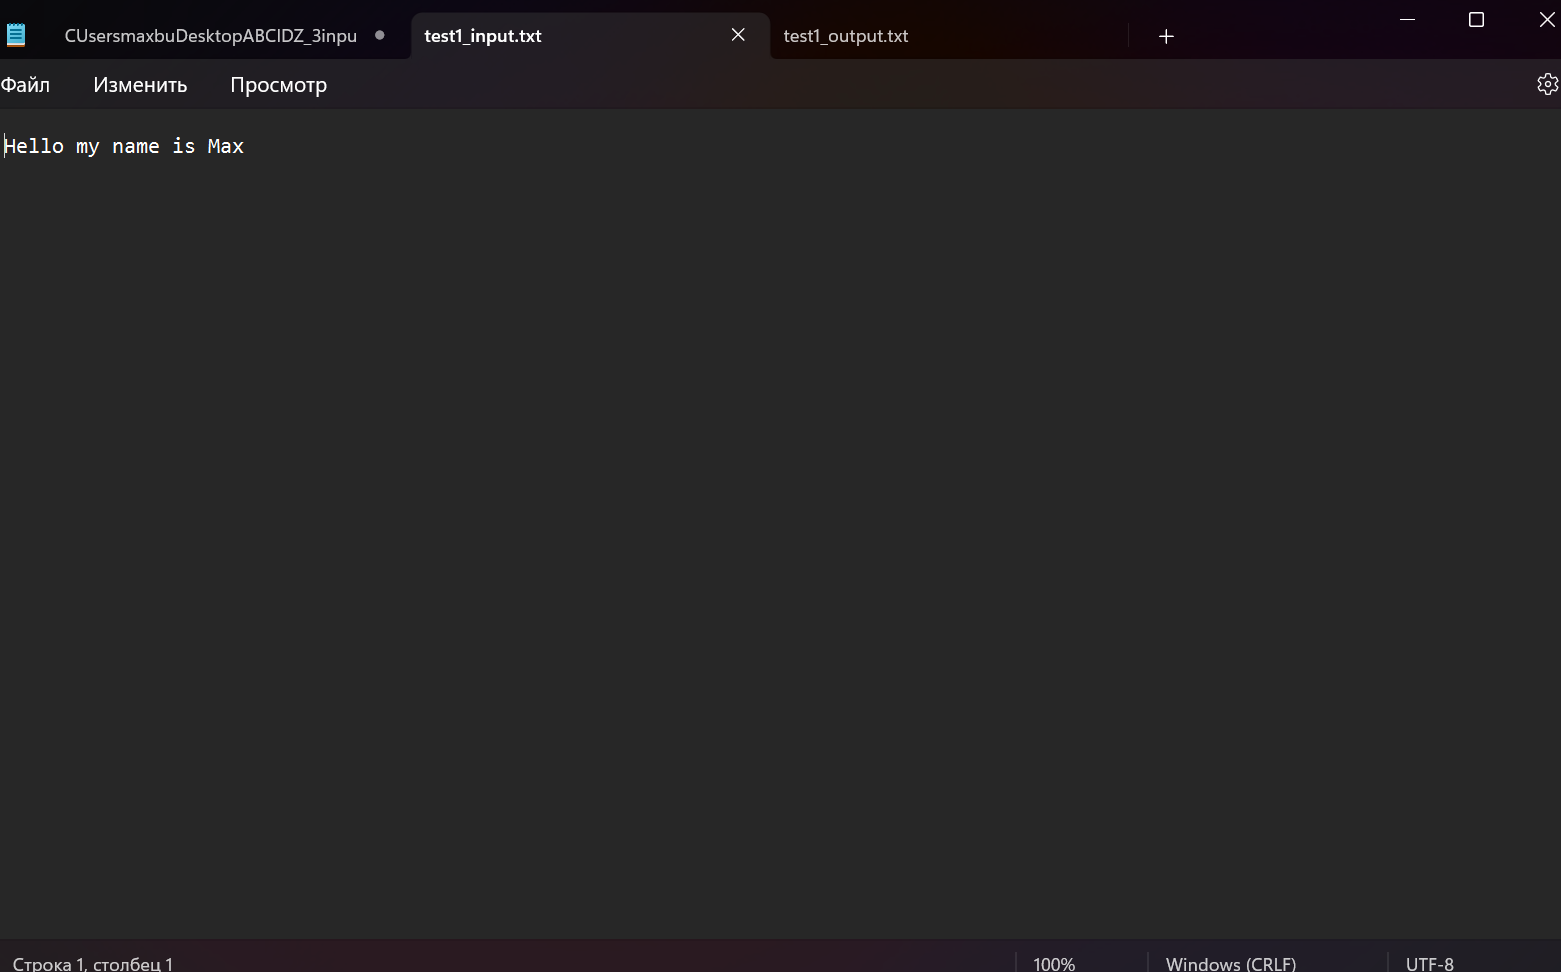 CUsersmaxbuDesktopABCIDZ_3inpu
test1_input.txt
test1_output.txt
Файл
Изменить
Просмотр
Hello my name is Max
Строка 1, столбец 1
100%
Windows (CRLF)
UTF-8